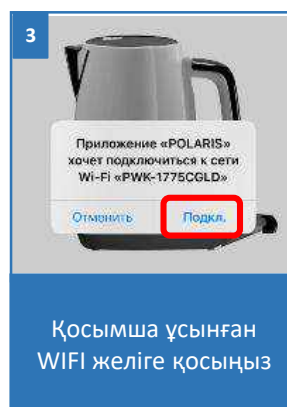 3
Приложение «POLARIS»
хочет подключиться к сети
Wi-Fi «PWK-1775CGLD»
Отменить Подкл.
Қосымша ұсынған
WIFI желіге қосыңыз